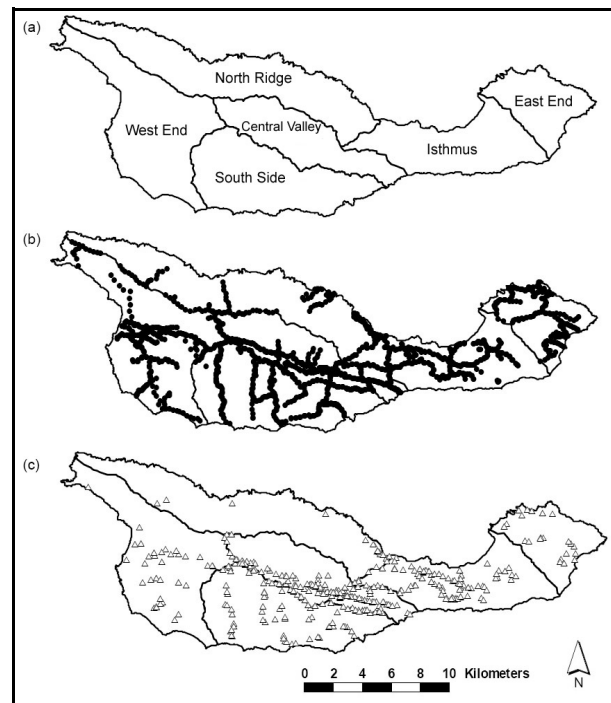 (a)
North Ridge
East End
West End
Central Valley
Isthmus
South Side
(b)
(c)
0 2 4 6 8 10 Kilometers
N